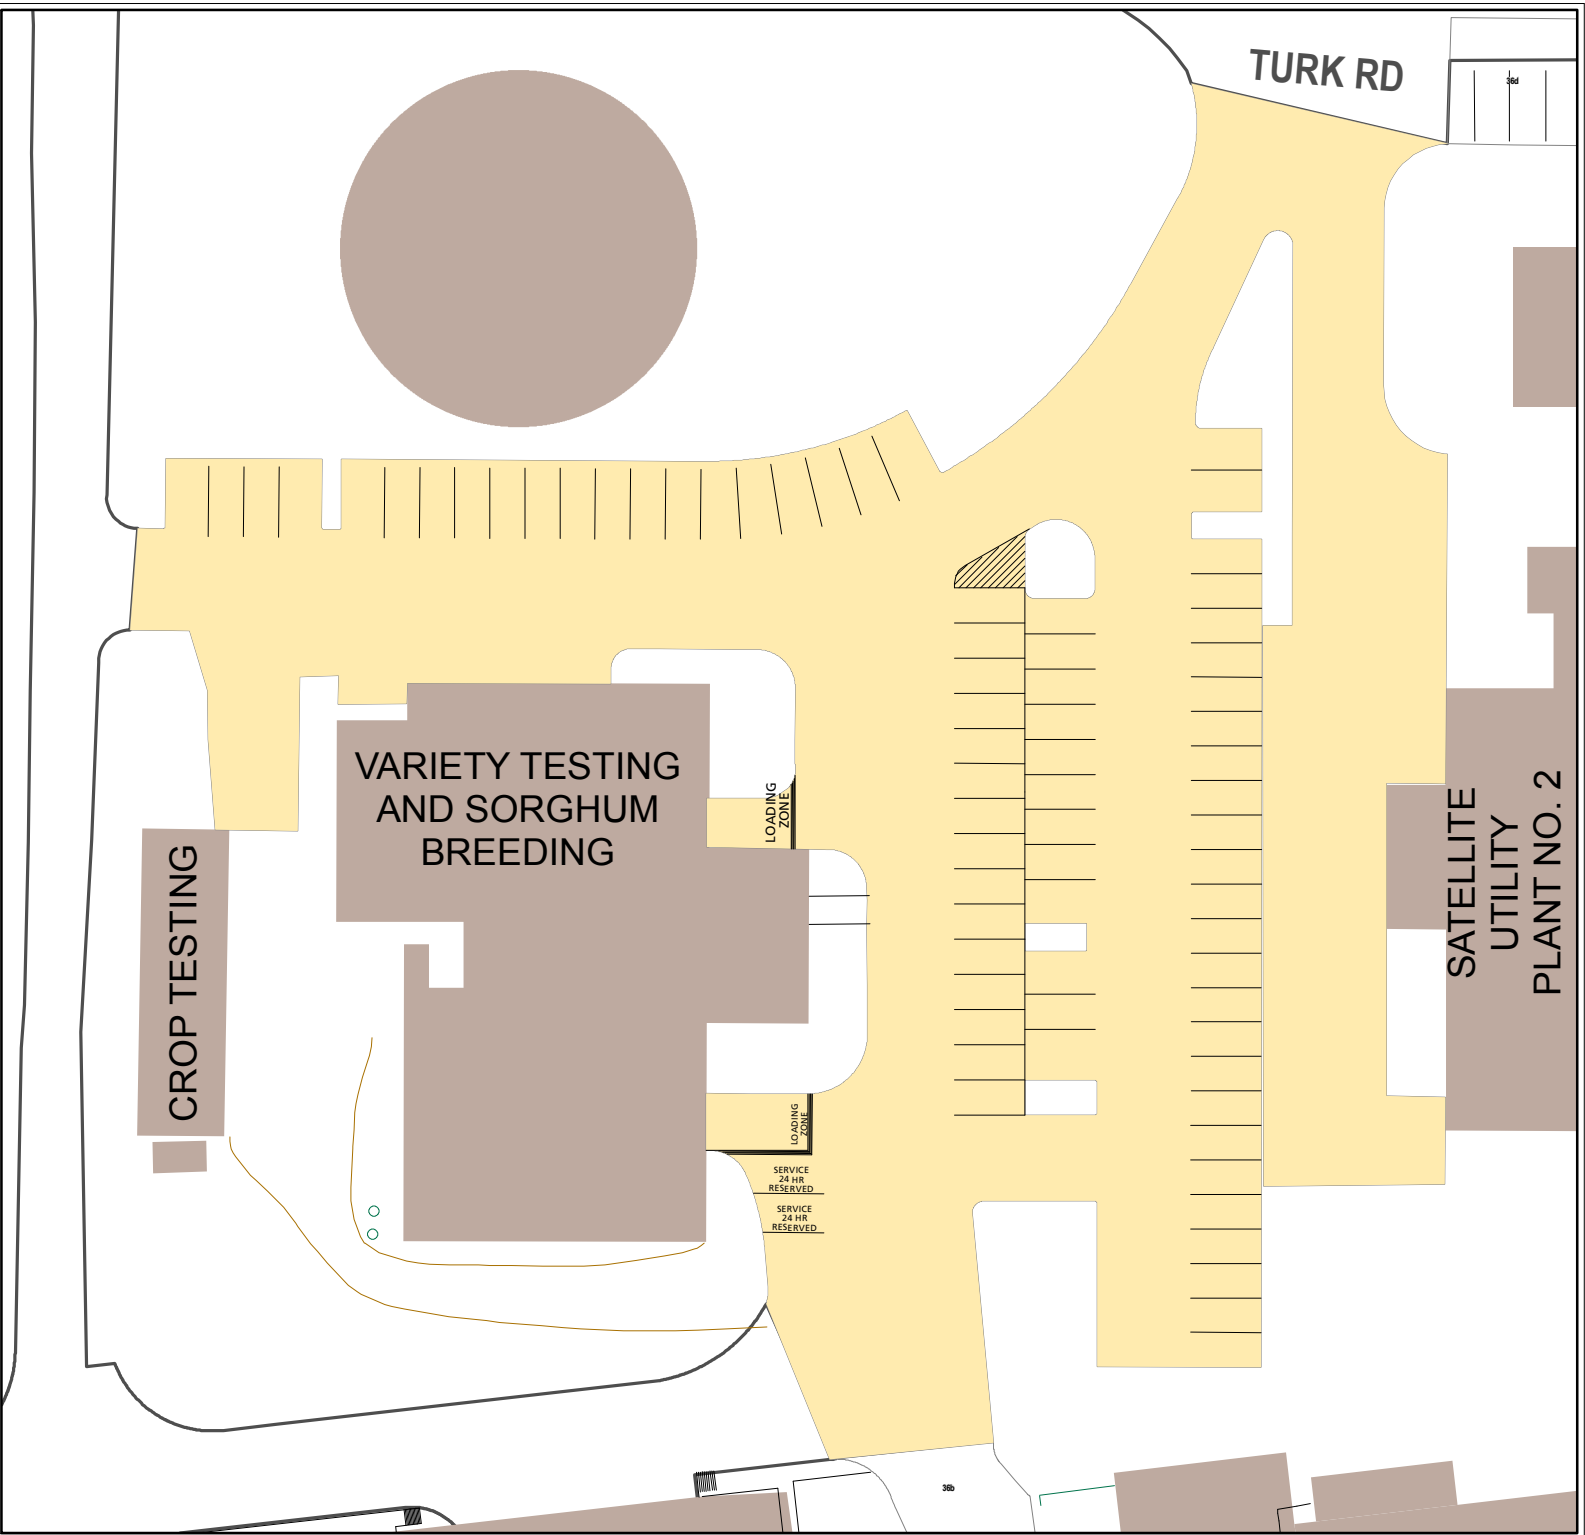 TURK RD
36d
VARIETY TESTING
AND SORGHUM
BREEDING
LOADING
ZONE
CROP TESTING
SATELLITE
UTILITY
PLANT NO. 2
LOADING
ZONE
SERVICE
24 HR
RESERVED
SERVICE
24 HR
RESERVED
36b